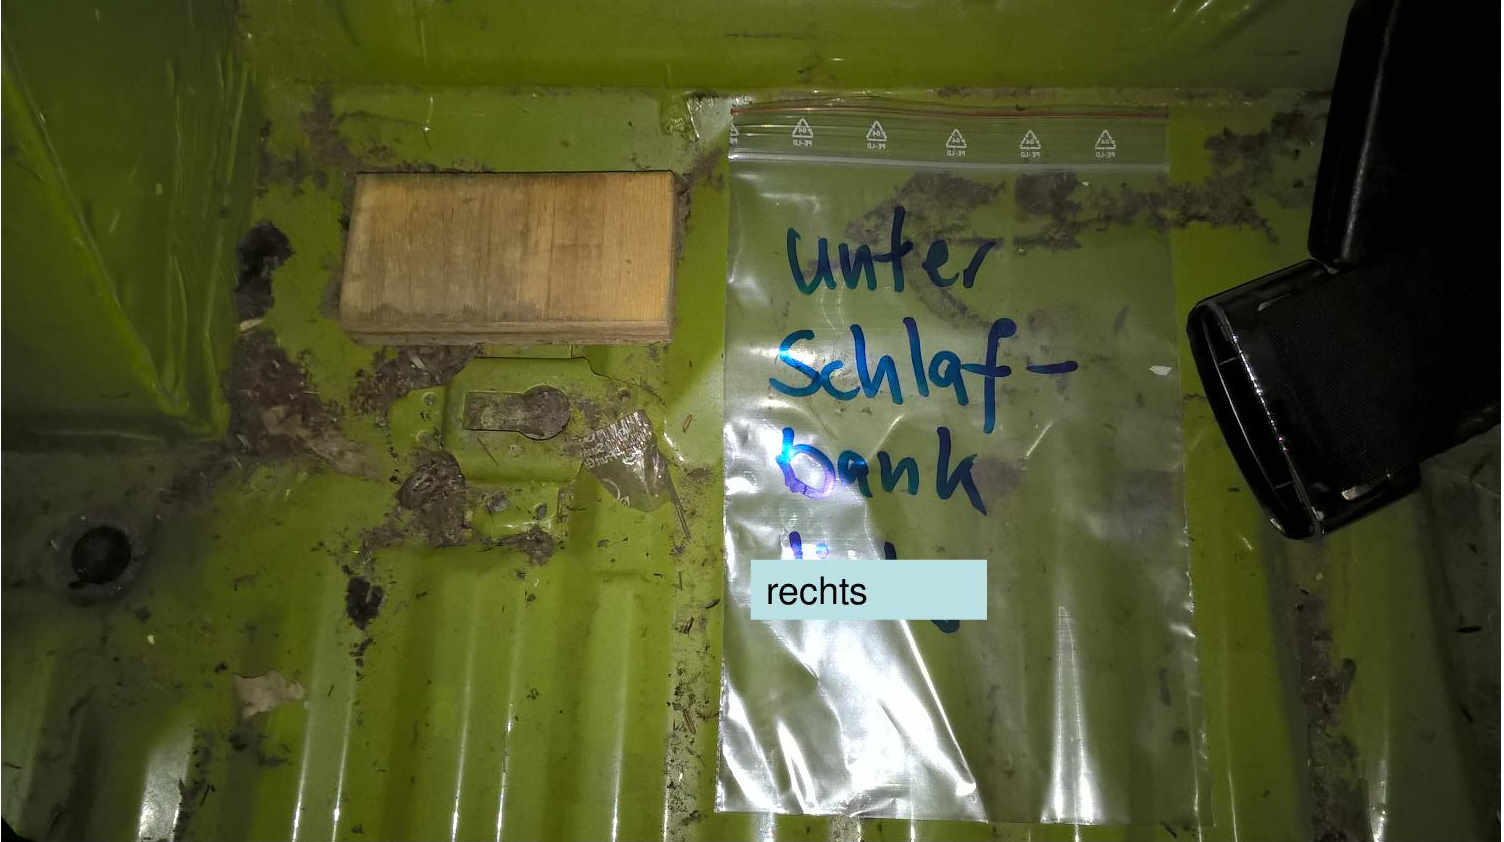 unter
Schlaf-
bank
rechts